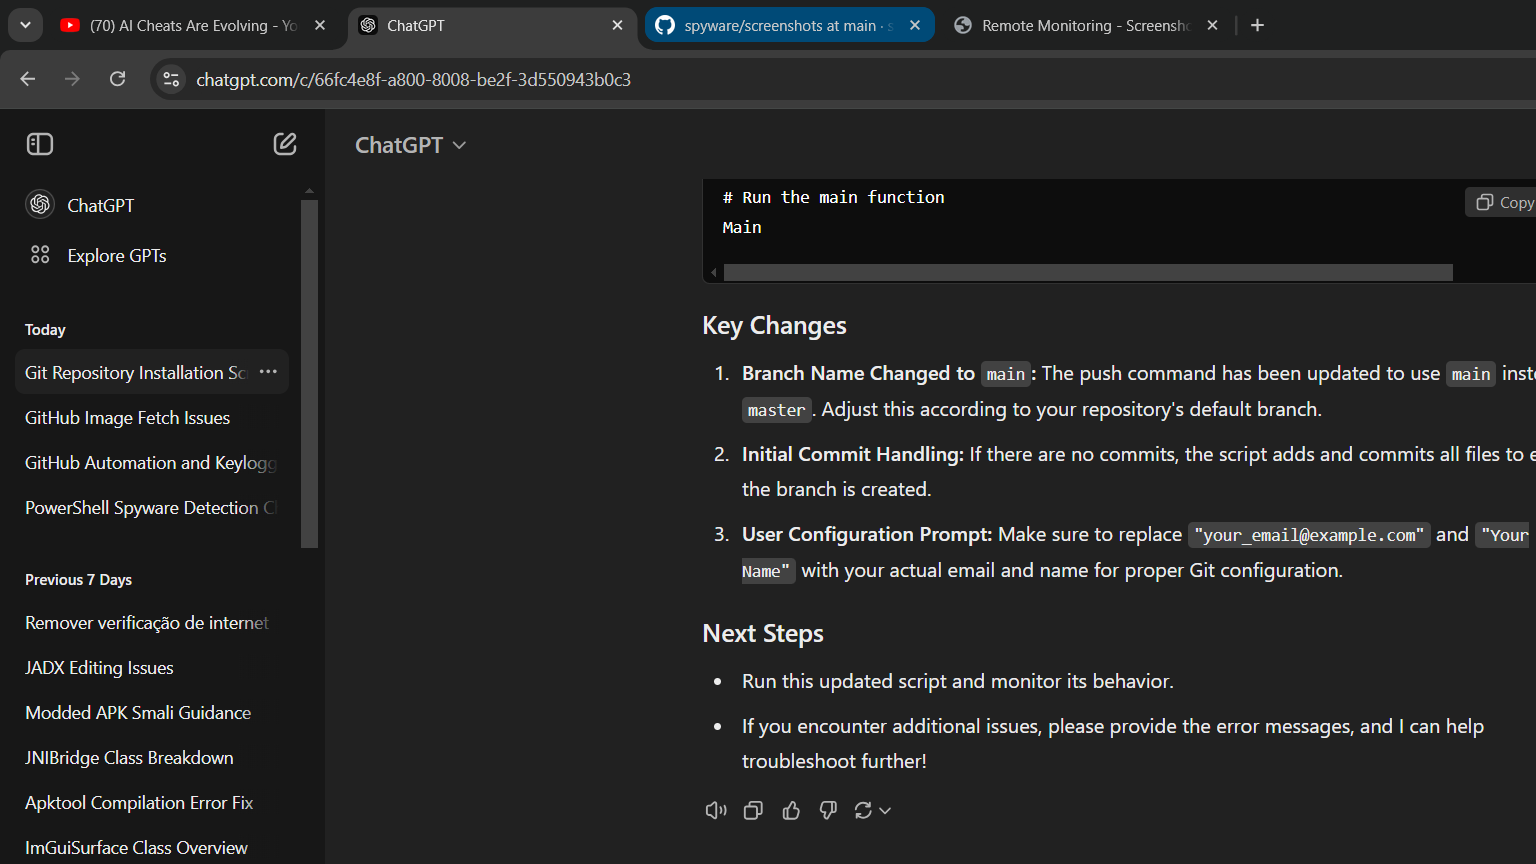 (70) AI Cheats Are Evolving - Yo
ChatGPT
spyware/screenshots at main · s
Remote Monitoring - Screensho
chatgpt.com/c/66fc4e8f-a800-8008-be2f-3d550943b0c3
ChatGPT
ChatGPT
Explore GPTs
Today
Git Repository Installation Scr
GitHub Image Fetch Issues
GitHub Automation and Keylogg
PowerShell Spyware Detection Cl
Previous 7 Days
Remover verificação de internet
JADX Editing Issues
Modded APK Smali Guidance
JNIBridge Class Breakdown
Apktool Compilation Error Fix
ImGuiSurface Class Overview
# Run the main function
Copy
Main
Key Changes
1. Branch Name Changed to main: The push command has been updated to use main inste
master. Adjust this according to your repository's default branch.
2. Initial Commit Handling: If there are no commits, the script adds and commits all files to e
the branch is created.
3. User Configuration Prompt: Make sure to replace "your_email@example.com" and "Your
Name" with your actual email and name for proper Git configuration.
Next Steps
• Run this updated script and monitor its behavior.
• If you encounter additional issues, please provide the error messages, and I can help
troubleshoot further!